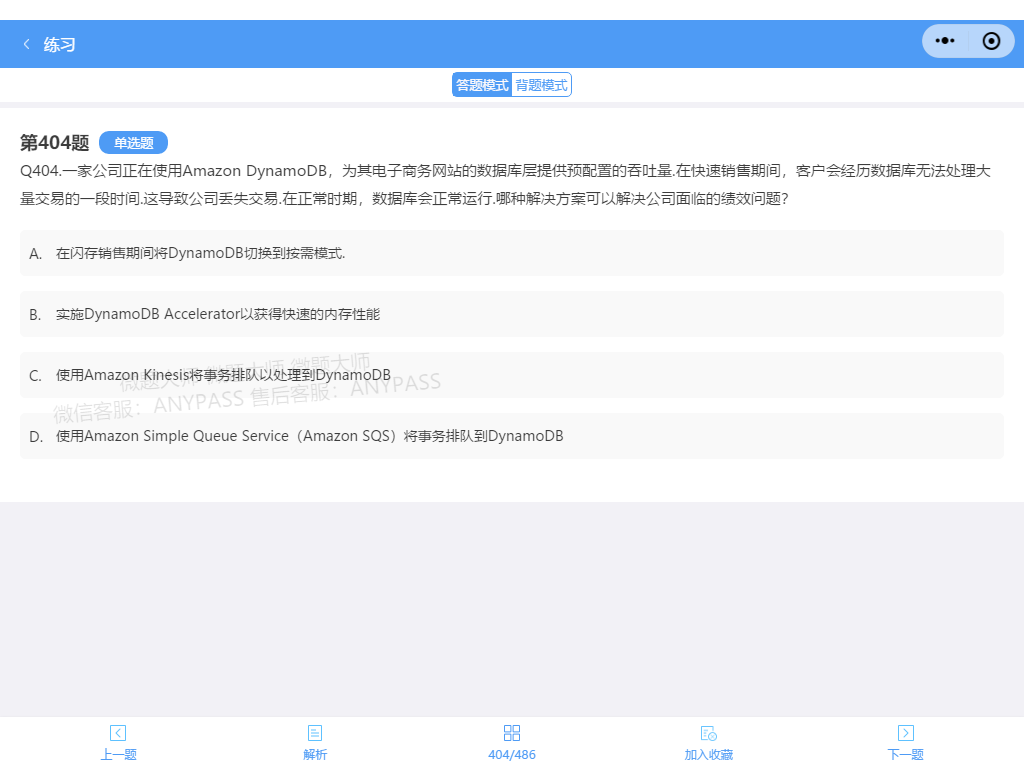 练习
答题模式 背题模式
第404题 单选题
Q404.一家公司正在使用Amazon DynamoDB，为其电子商务网站的数据库层提供预配置的吞吐量.在快速销售期间，客户会经历数据库无法处理大
量交易的一段时间.这导致公司丢失交易.在正常时期，数据库会正常运行.哪种解决方案可以解决公司面临的绩效问题?
A. 在闪存销售期间将DynamoDB切换到按需模式.
B. 实施DynamoDB Accelerator以获得快速的内存性能
微题大师 微题大师 微题大师
C. 使用Amazon Kinesis将事务排队以处理到DynamoDB
微信客服：ANYPASS 售后客服：ANYPASS
D. 使用Amazon Simple Queue Service（Amazon SQS）将事务排队到DynamoDB
上一题 解析 404/486 加入收藏 下一题